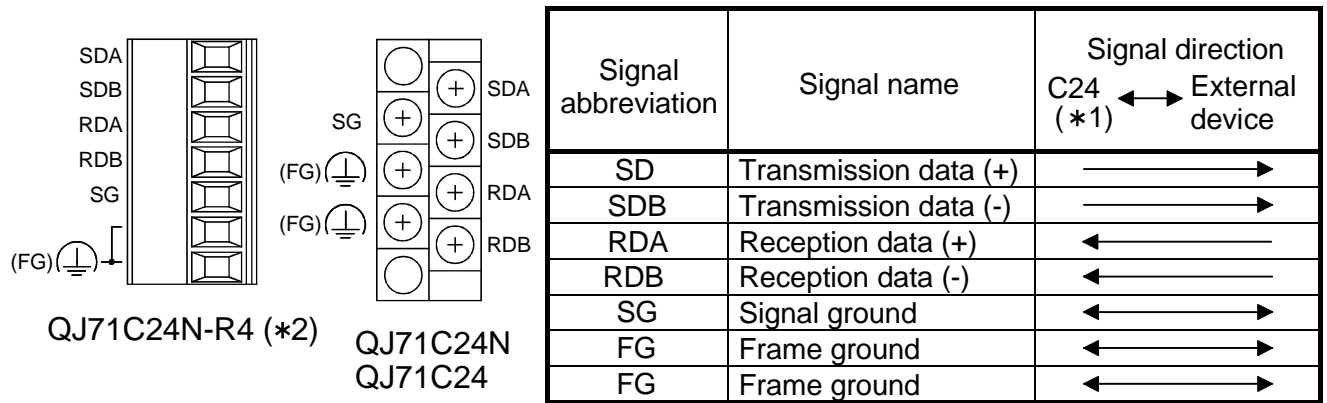 SDA
SDB
RDA
RDB
SG
(FG)
QJ71C24N-R4 (*2)
SG
(FG)
(FG)
SDA
SDB
RDA
RDB
QJ71C24N
QJ71C24
Signal abbreviation
Signal name
Signal direction
C24 (*1)
External device
SD Transmission data (+)
SDB Transmission data (-)
RDA Reception data (+)
RDB Reception data (-)
SG Signal ground
FG Frame ground
FG Frame ground